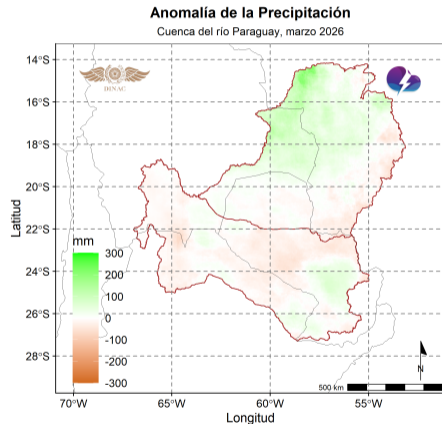 Anomalía de la Precipitación
Cuenca del río Paraguay, marzo 2026
14°S
16°S
18°S
20°S
22°S
24°S
26°S
28°S
Latitud
DINAC
mm
300
200
100
0
-100
-200
-300
N
500 km
70°W
65°W
60°W
55°W
Longitud